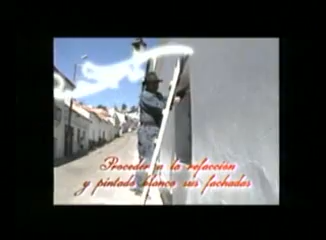 Proceder a la refacción
y pintado blanco sus fachadas